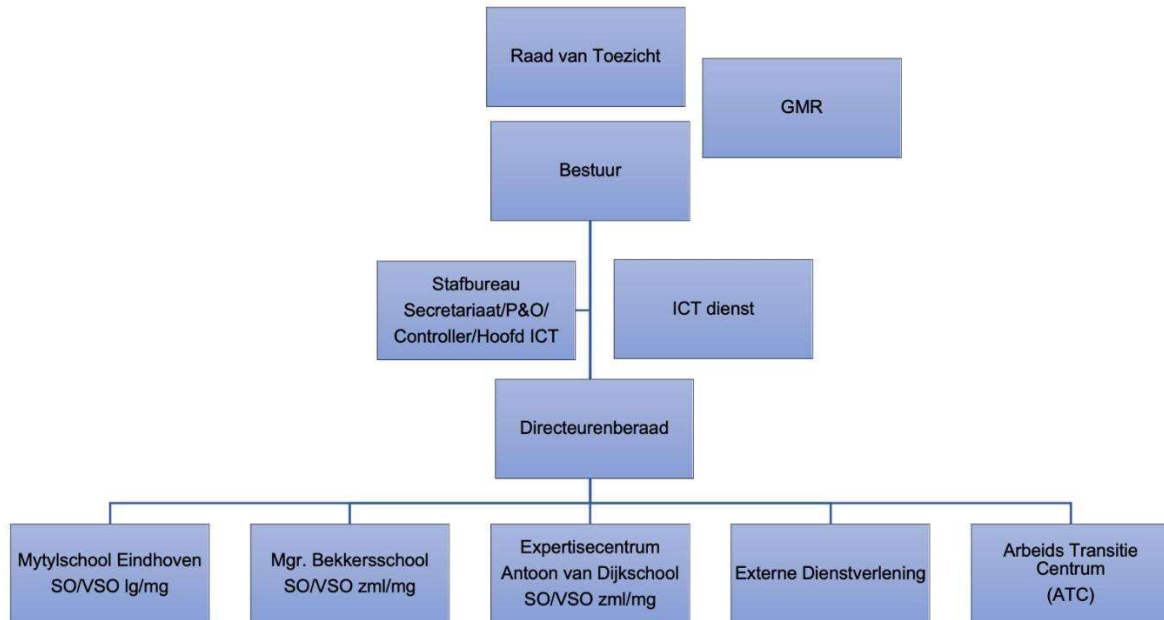 Raad van Toezicht
GMR
Bestuur
Stafbureau
Secretariaat/P&O/
Controller/Hoofd ICT
ICT dienst
Directeurenberaad
Mytylschool Eindhoven
SO/VSO lg/mg
Mgr. Bekkersschool
SO/VSO zml/mg
Expertisecentrum
Antoon van Dijkschool
SO/VSO zml/mg
Externe Dienstverlening
Arbeids Transitie
Centrum
(ATC)